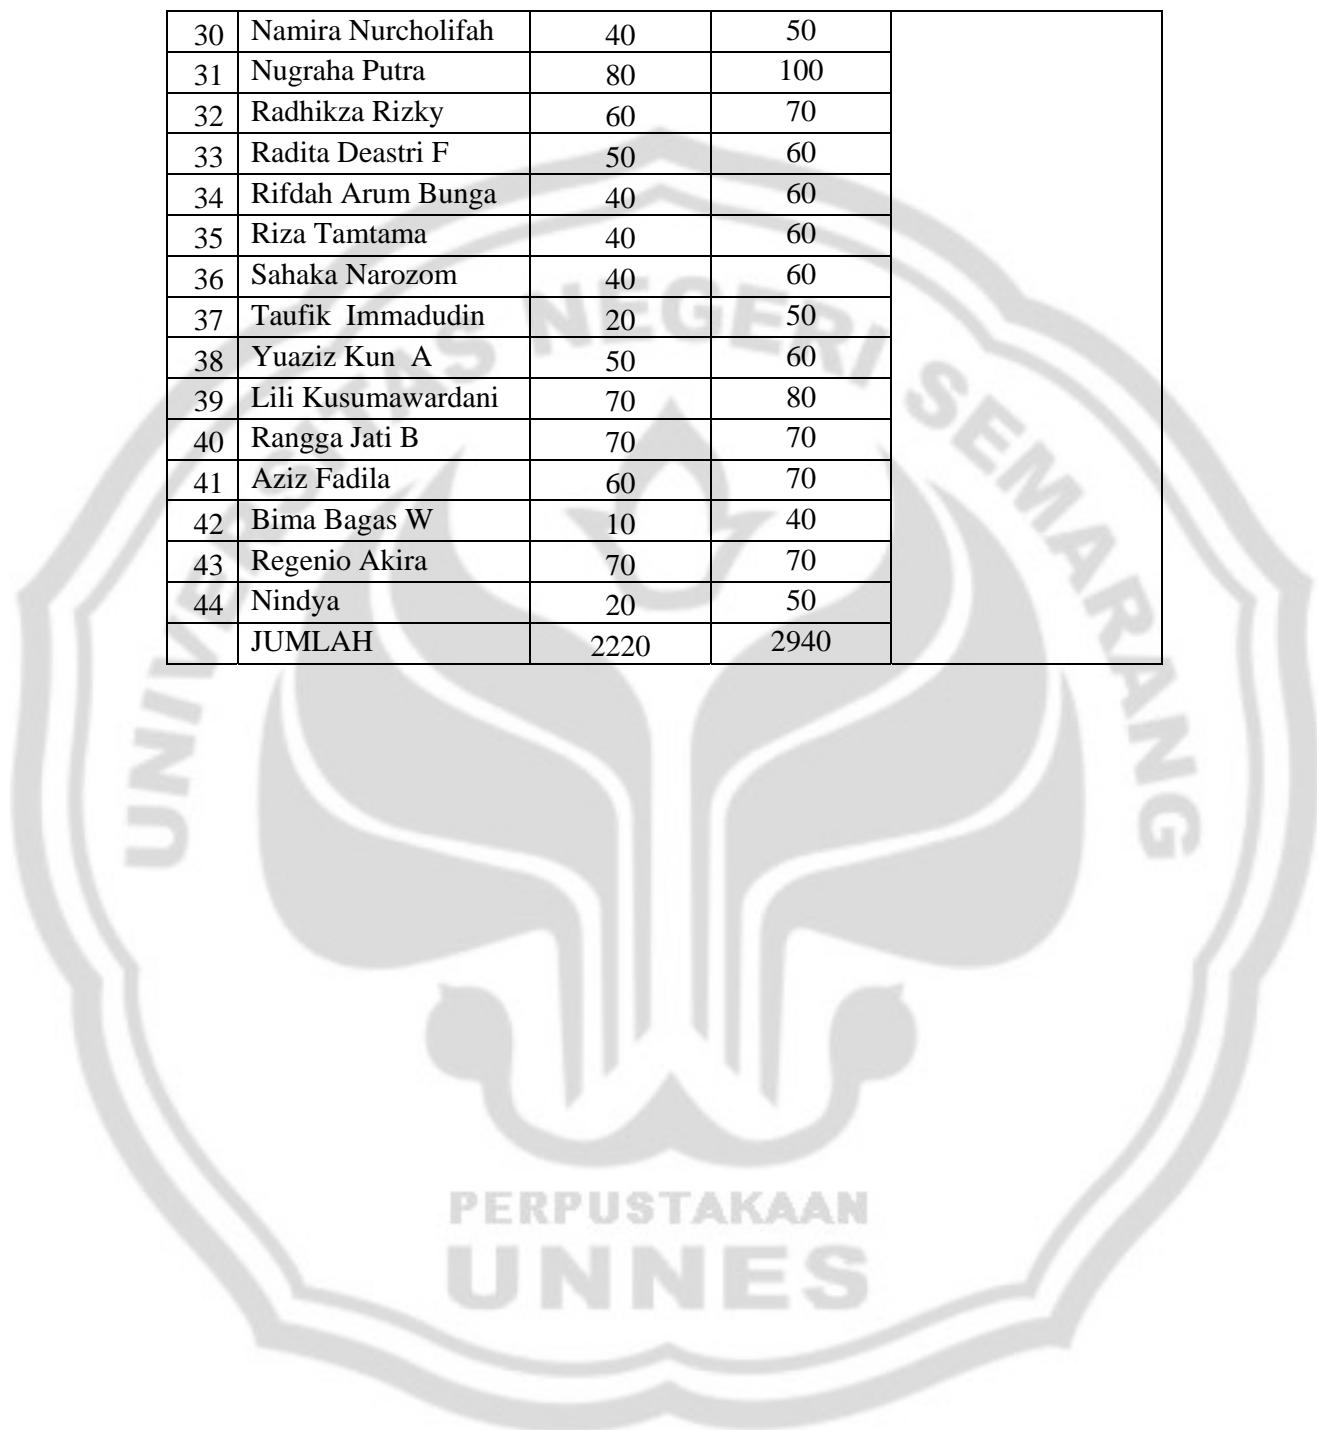 30 Namira Nurcholifah 40 50
31 Nugraha Putra 80 100
32 Radhikza Rizky 60 70
33 Radita Deastri F 50 60
34 Rifdah Arum Bunga 40 60
35 Riza Tamtama 40 60
36 Sahaka Narozom 40 60
37 Taufik Immadudin 20 50
38 Yuaziz Kun A 50 60
39 Lili Kusumawardani 70 80
40 Rangga Jati B 70 70
41 Aziz Fadila 60 70
42 Bima Bagas W 10 40
43 Regenio Akira 70 70
44 Nindya 20 50
JUMLAH 2220 2940
UNIVERSITAS NEGERI SEMARANG
PERPUSTAKAAN
UNNES